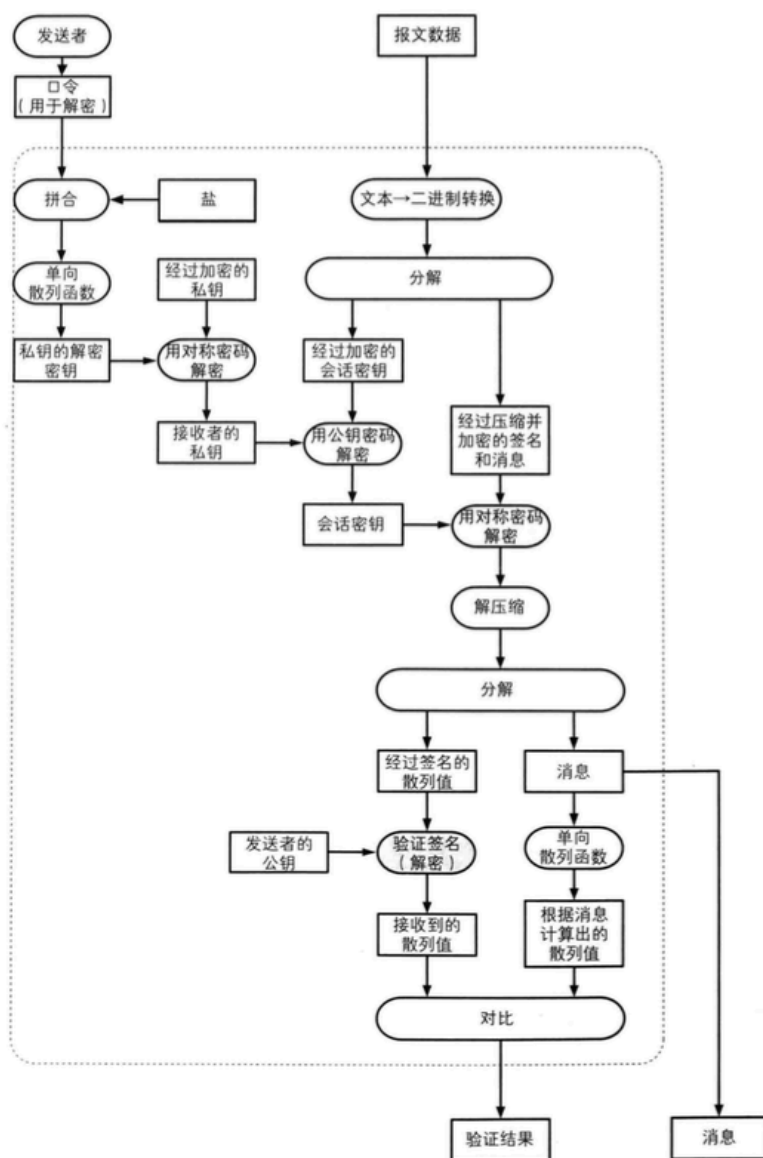 发送者
报文数据
口令
(用于解密)
拼合
盐
文本→二进制转换
单向
散列函数
经过加密的
私钥
分解
私钥的解密
密钥
用对称密码
解密
经过加密的
会话密钥
接收者的
私钥
用公钥密码
解密
经过压缩并
加密的签名
和消息
会话密钥
用对称密码
解密
解压缩
分解
经过签名的
散列值
消息
发送者的
公钥
验证签名
(解密)
单向
散列函数
接收到的
散列值
根据消息
计算出的
散列值
对比
验证结果
消息